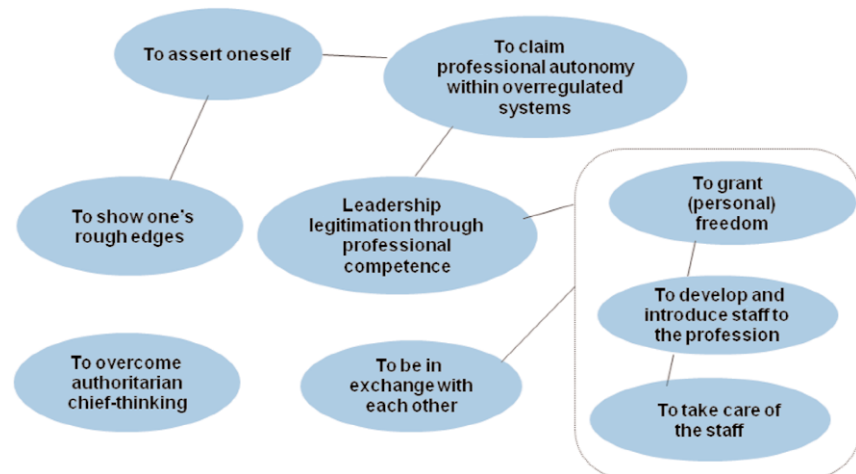 To assert oneself
To claim
professional autonomy
within overregulated
systems
To show one's
rough edges
Leadership
legitimation through
professional
competence
To grant
(personal)
freedom
To develop and
introduce staff to
the profession
To overcome
authoritarian
chief-thinking
To be in
exchange with
each other
To take care of
the staff